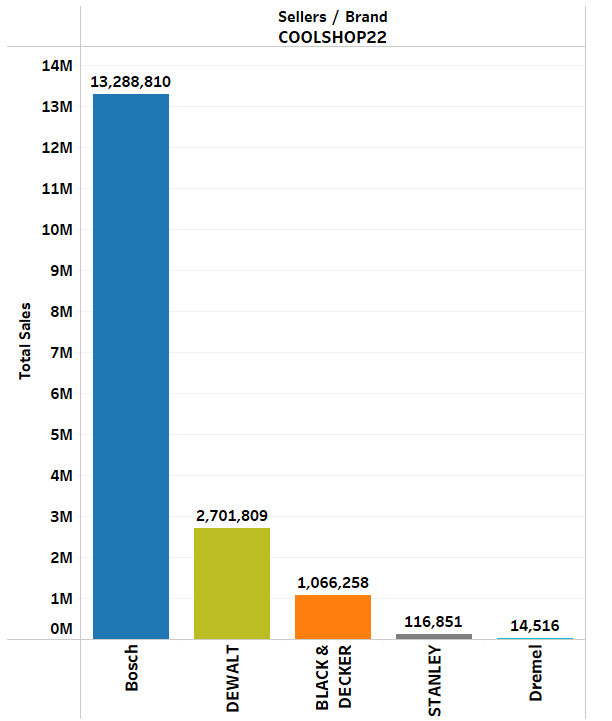 Sellers / Brand
COOLSHOP22
Total Sales
14M
13M
12M
11M
10M
9M
8M
7M
6M
5M
4M
3M
2M
1M
0M
13,288,810
2,701,809
1,066,258
116,851
14,516
Bosch
DEWALT
BLACK &
DECKER
STANLEY
Dremel